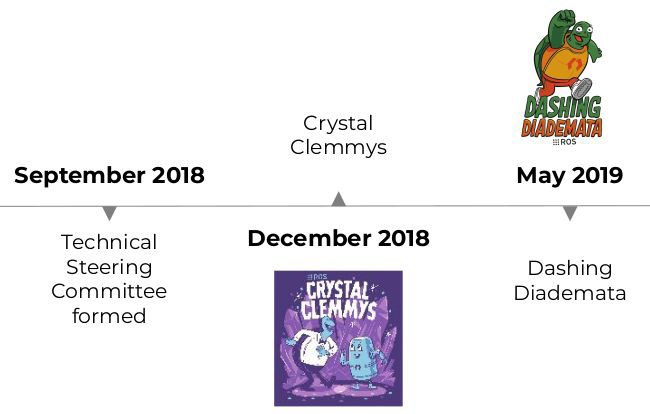 September 2018
Technical
Steering
Committee
formed
Crystal
Clemmys
December 2018
ROS
CRYSTAL
CLEMMYS
DASHING
DIADEMATA
ROS
May 2019
Dashing
Diademata